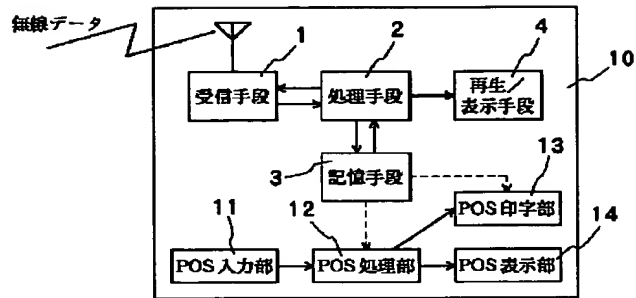 無線データ
1
2
4
10
受信手段
処理手段
再生/
表示手段
3
記憶手段
13
POS印字部
11
12
14
POS入力部
POS処理部
POS表示部